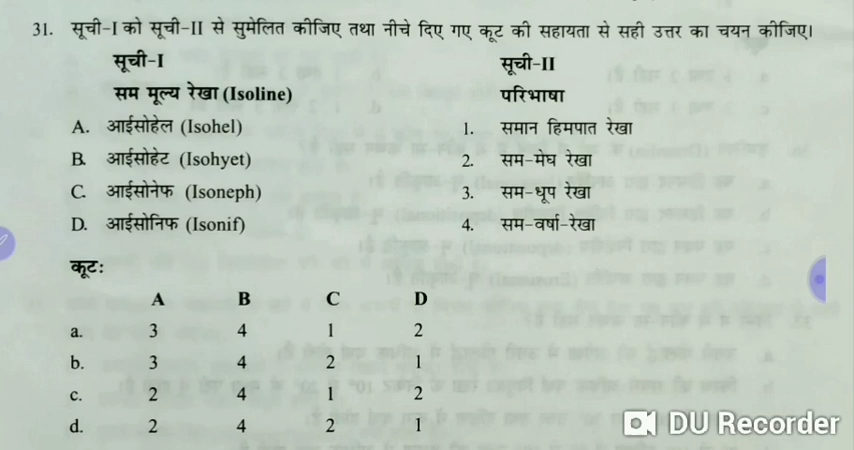 31. सूची-I को सूची-II से सुमेलित कीजिए तथा नीचे दिए गए कूट की सहायता से सही उत्तर का चयन कीजिए।
सूची-I सूची-II
सम मूल्य रेखा (Isoline) परिभाषा
A. आईसोहेल (Isohel) 1. समान हिमपात रेखा
B. आईसोहेट (Isohyet) 2. सम-मेघ रेखा
C. आईसोनेफ (Isoneph) 3. सम-धूप रेखा
D. आईसोनिफ (Isonif) 4. सम-वर्षा-रेखा
कूटः
A B C D
a. 3 4 1 2
b. 3 4 2 1
c. 2 4 1 2
d. 2 4 2 1
DU Recorder